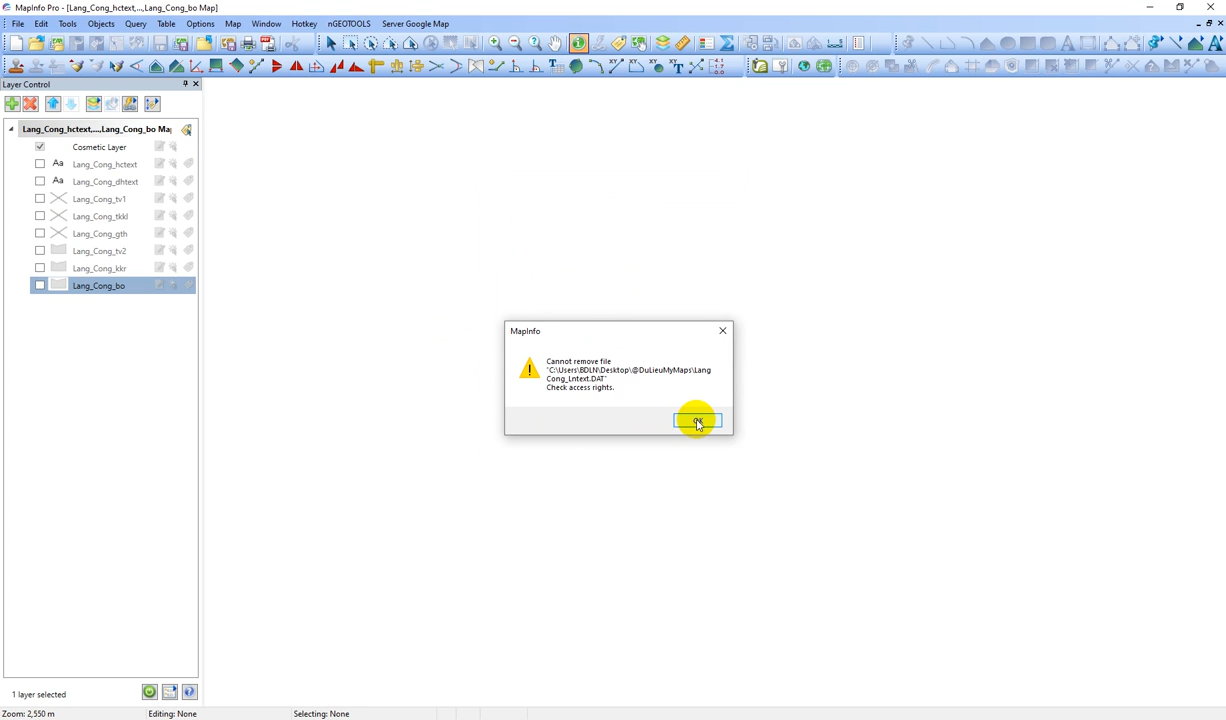 MapInfo Pro - [Lang_Cong_hctext,...,Lang_Cong_bo Map]
File Edit Tools Objects Query Table Options Map Window Hotkey nGEOTOOLS Server Google Map
Layer Control
Lang_Cong_hctext,...,Lang_Cong_bo Ma
Cosmetic Layer
Aa Lang_Cong_hctext
Aa Lang_Cong_dhtext
Lang_Cong_tv1
Lang_Cong_tkkl
Lang_Cong_gth
Lang_Cong_tv2
Lang_Cong_kkr
Lang_Cong_bo
MapInfo
Cannot remove file
"C:\Users\BDLN\Desktop\@DuLieuMyMaps\Lang
Cong_Lntext.DAT"
Check access rights.
OK
1 layer selected
Zoom: 2,550 m Editing: None Selecting: None